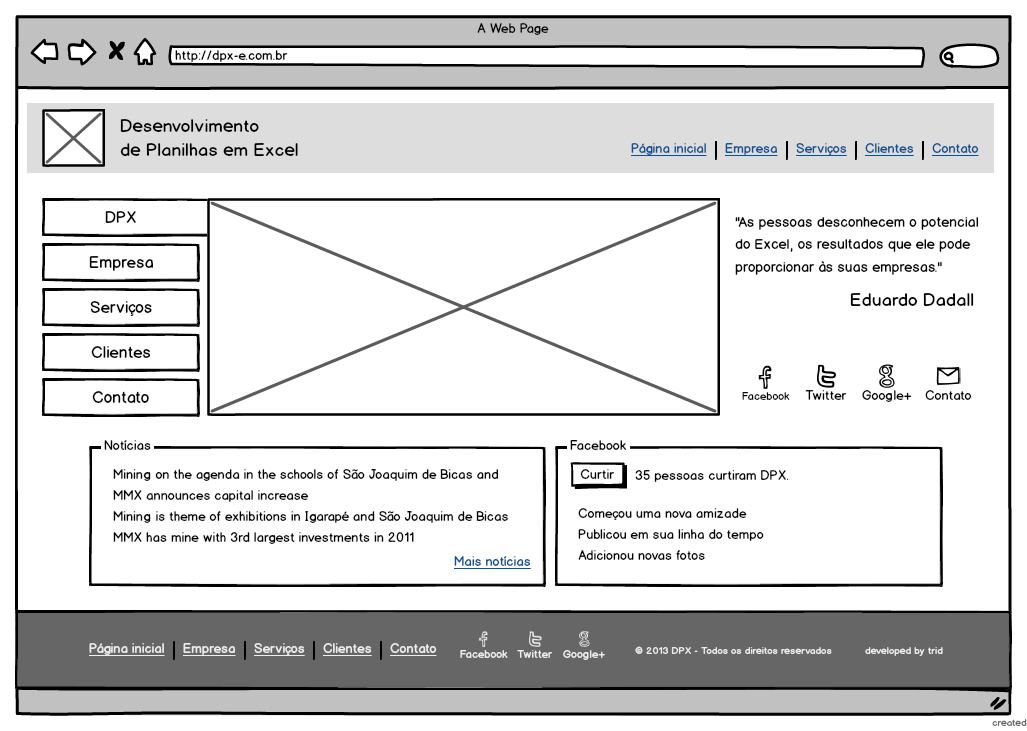 A Web Page
http://dpx-e.com.br
Desenvolvimento
de Planilhas em Excel
Página inicial Empresa Serviços Clientes Contato
DPX
Empresa
Serviços
Clientes
Contato
"As pessoas desconhecem o potencial
do Excel, os resultados que ele pode
proporcionar às suas empresas."
Eduardo Dadall
Facebook Twitter Google+ Contato
Notícias
Mining on the agenda in the schools of São Joaquim de Bicas and
MMX announces capital increase
Mining is theme of exhibitions in Igarapé and São Joaquim de Bicas
MMX has mine with 3rd largest investments in 2011
Mais notícias
Facebook
Curtir 35 pessoas curtiram DPX.
Começou uma nova amizade
Publicou em sua linha do tempo
Adicionou novas fotos
Página inicial Empresa Serviços Clientes Contato Facebook Twitter Google+ © 2013 DPX - Todos os direitos reservados developed by trid
created